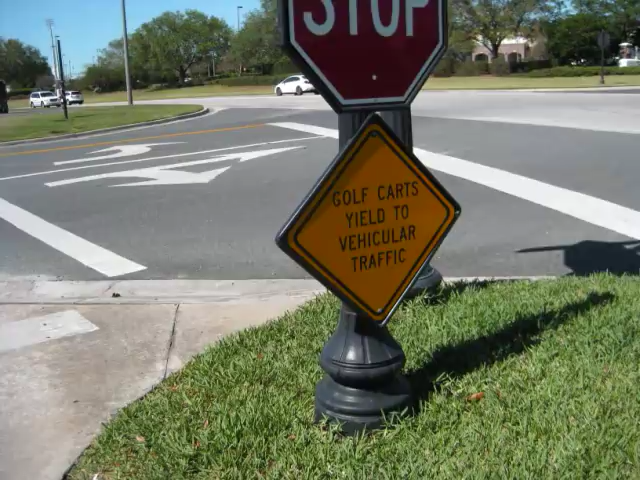 STOP
GOLF CARTS
YIELD TO
VEHICULAR
TRAFFIC